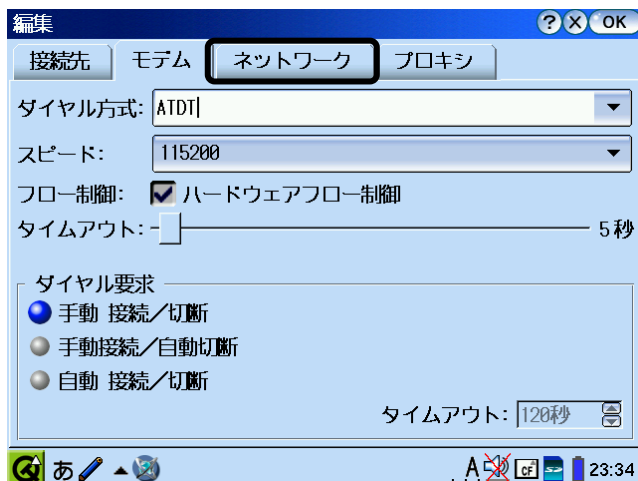 編集 ? X OK
接続先 モデム ネットワーク プロキシ
ダイヤル方式: ATDT
スピード: 115200
フロー制御: ハードウェアフロー制御
タイムアウト: 5秒
ダイヤル要求
手動 接続/切断
手動接続/自動切断
自動 接続/切断
タイムアウト: 120秒
あ A CF 23:34